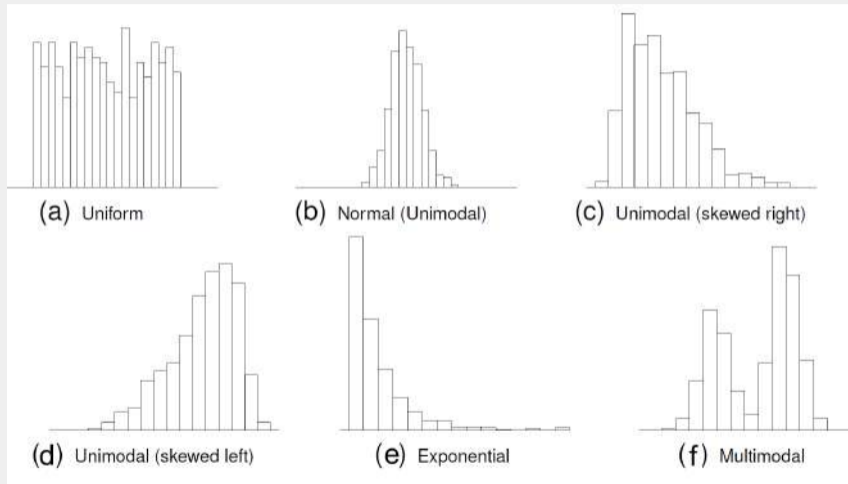 (a) Uniform
(b) Normal (Unimodal)
(c) Unimodal (skewed right)
(d) Unimodal (skewed left)
(e) Exponential
(f) Multimodal